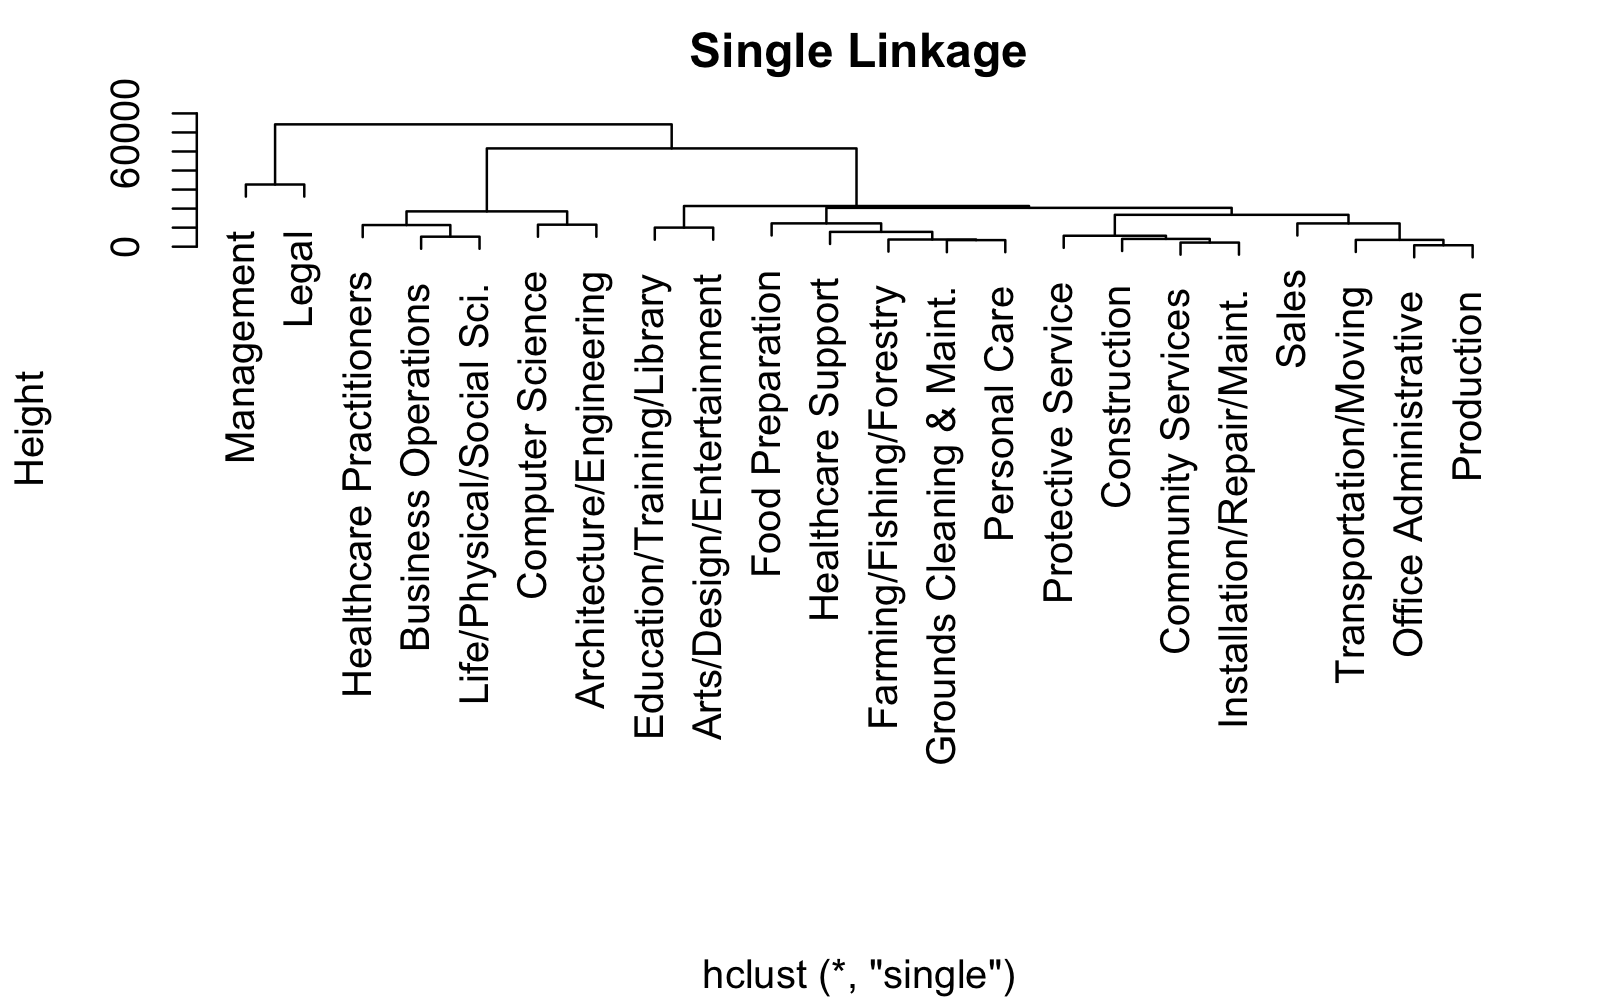 Single Linkage
Height
0
60000
Management
Legal
Healthcare Practitioners
Business Operations
Life/Physical/Social Sci.
Computer Science
Architecture/Engineering
Education/Training/Library
Arts/Design/Entertainment
Food Preparation
Healthcare Support
Farming/Fishing/Forestry
Grounds Cleaning & Maint.
Personal Care
Protective Service
Construction
Community Services
Installation/Repair/Maint.
Sales
Transportation/Moving
Office Administrative
Production
hclust (*, "single")